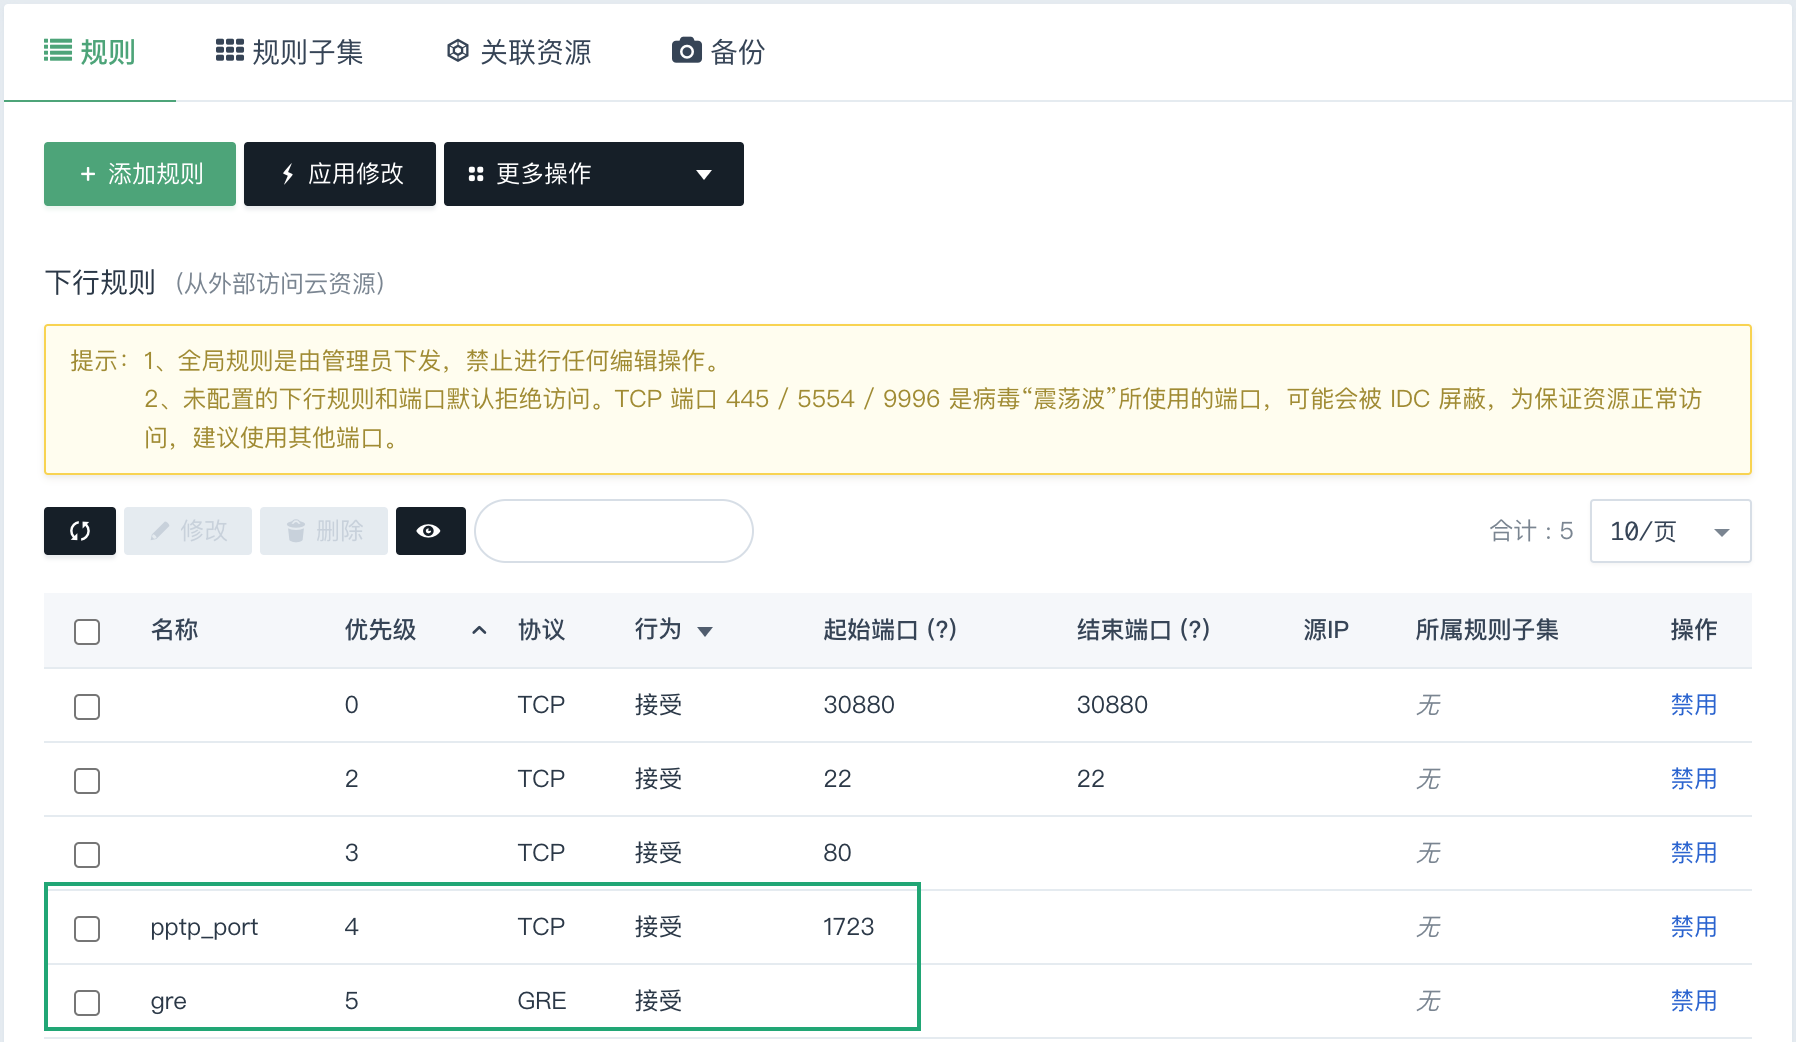 规则 规则子集 关联资源 备份
+ 添加规则 应用修改 更多操作
下行规则 (从外部访问云资源)
提示：1、全局规则是由管理员下发，禁止进行任何编辑操作。
2、未配置的下行规则和端口默认拒绝访问。TCP 端口 445 / 5554 / 9996 是病毒“震荡波”所使用的端口，可能会被 IDC 屏蔽，为保证资源正常访
问，建议使用其他端口。
修改 删除 合计：5 10/页
名称 优先级 协议 行为 起始端口 (?) 结束端口 (?) 源IP 所属规则子集 操作
0 TCP 接受 30880 30880 无 禁用
2 TCP 接受 22 22 无 禁用
3 TCP 接受 80 无 禁用
pptp_port 4 TCP 接受 1723 无 禁用
gre 5 GRE 接受 无 禁用